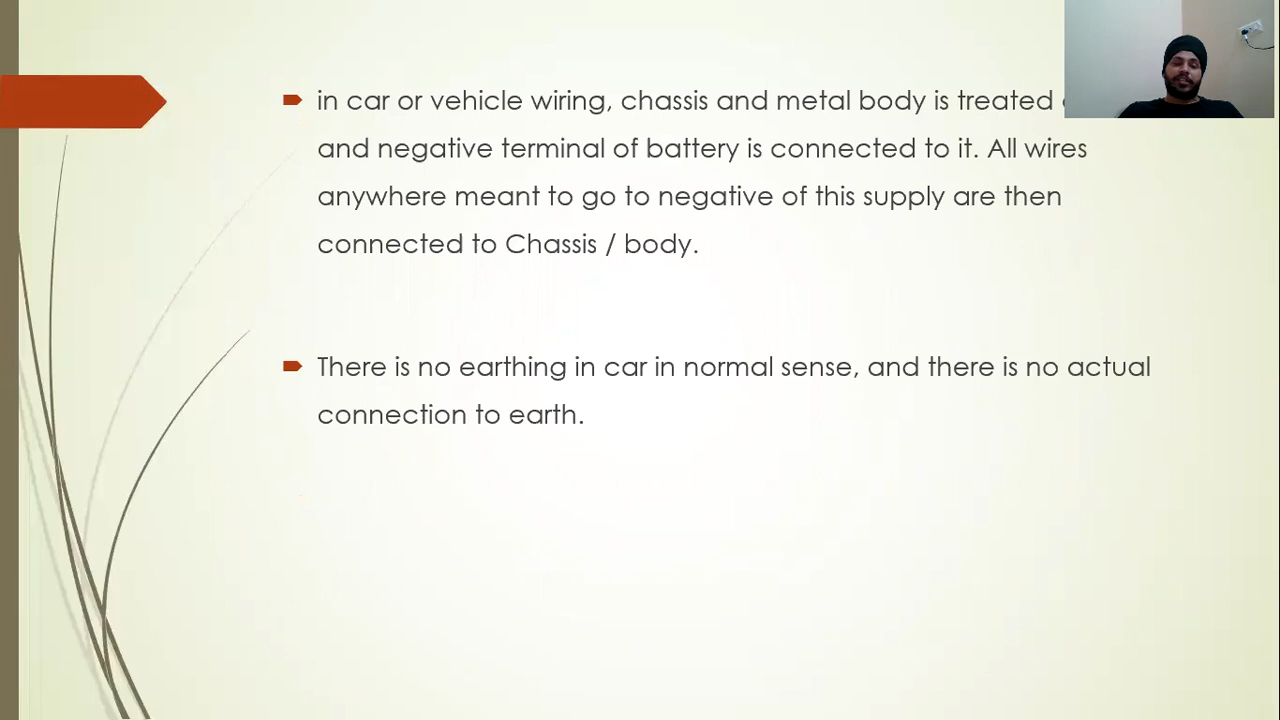 in car or vehicle wiring, chassis and metal body is treated
and negative terminal of battery is connected to it. All wires
anywhere meant to go to negative of this supply are then
connected to Chassis / body.
There is no earthing in car in normal sense, and there is no actual
connection to earth.